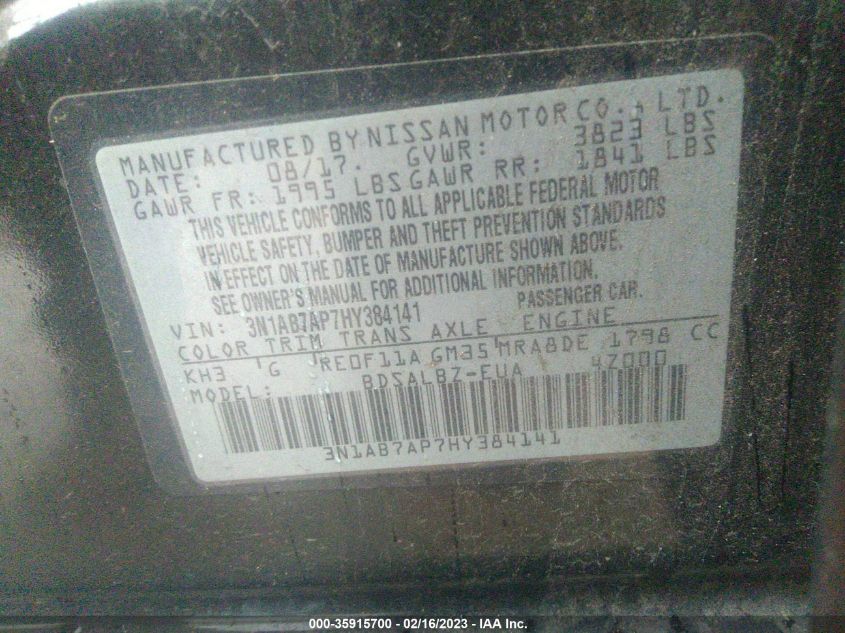 MANUFACTURED BY NISSAN MOTOR CO., LTD.
DATE: 08/17. GVWR: 3823 LBS
GAWR FR: 1995 LBS GAWR RR: 1841 LBS
THIS VEHICLE CONFORMS TO ALL APPLICABLE FEDERAL MOTOR
VEHICLE SAFETY, BUMPER AND THEFT PREVENTION STANDARDS
IN EFFECT ON THE DATE OF MANUFACTURE SHOWN ABOVE.
SEE OWNER'S MANUAL FOR ADDITIONAL INFORMATION.
VIN: 3N1AB7AP7HY384141 PASSENGER CAR.
COLOR TRIM TRANS AXLE ENGINE
KH3 G RE0F11A GM35 MRA8DE 1798 CC
MODEL: BDSALBZ-EUA 4Z000
3N1AB7AP7HY384141
000-35915700 - 02/16/2023 - IAA Inc.